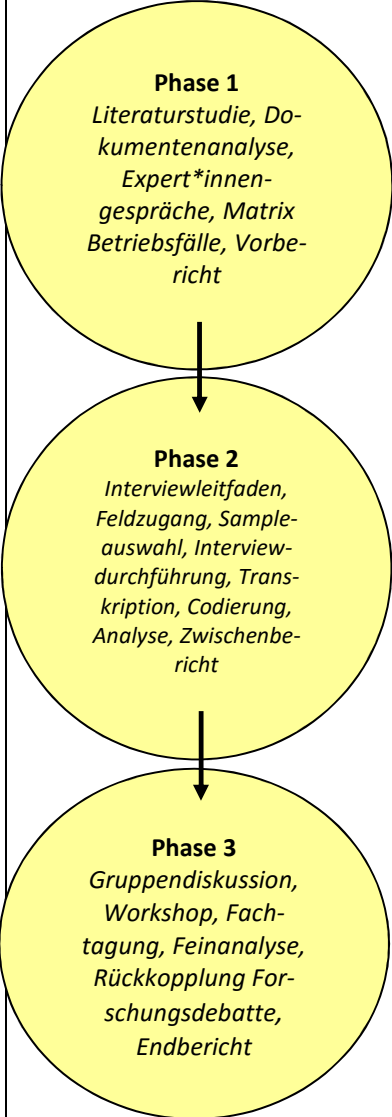 Phase 1
Literaturstudie, Do-
kumentenanalyse,
Expert*innen-
gespräche, Matrix
Betriebsfälle, Vorbe-
richt
Phase 2
Interviewleitfaden,
Feldzugang, Sample-
auswahl, Interview-
durchführung, Trans-
kription, Codierung,
Analyse, Zwischenbe-
richt
Phase 3
Gruppendiskussion,
Workshop, Fach-
tagung, Feinanalyse,
Rückkopplung For-
schungsdebatte,
Endbericht